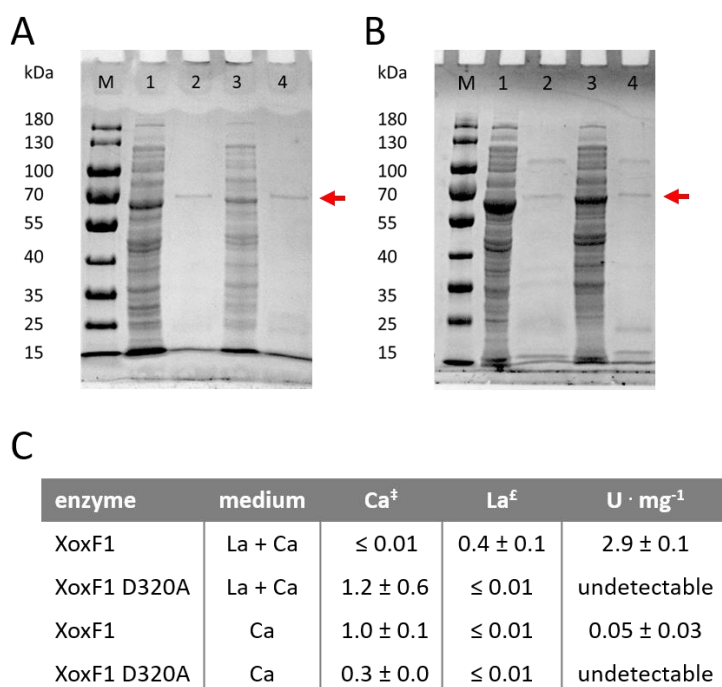 A
B
kDa
M 1 2 3 4
180
130
100
70
55
40
35
25
15
kDa
M 1 2 3 4
180
130
100
70
55
40
35
25
15
C
enzyme medium Ca‡ La£ U · mg-1
XoxF1 La + Ca ≤ 0.01 0.4 ± 0.1 2.9 ± 0.1
XoxF1 D320A La + Ca 1.2 ± 0.6 ≤ 0.01 undetectable
XoxF1 Ca 1.0 ± 0.1 ≤ 0.01 0.05 ± 0.03
XoxF1 D320A Ca 0.3 ± 0.0 ≤ 0.01 undetectable